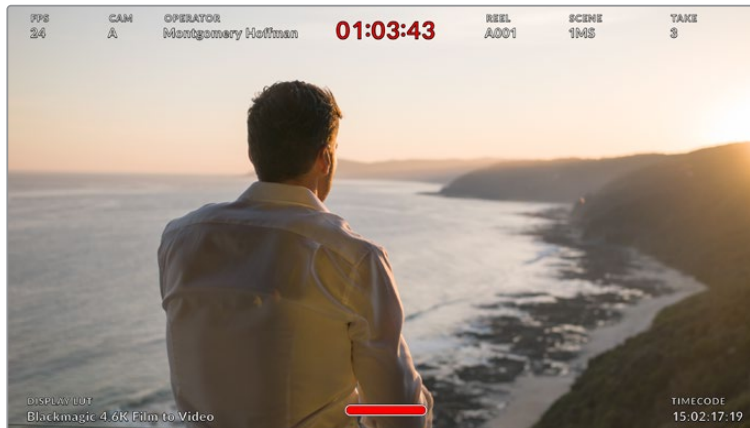 FPS
24
CAM
A
OPERATOR
Montgomery Hoffman
01:03:43
REEL
A001
SCENE
1MS
TAKE
3
DISPLAY LUT
Blackmagic 4.6K Film to Video
TIMECODE
15:02:17:19